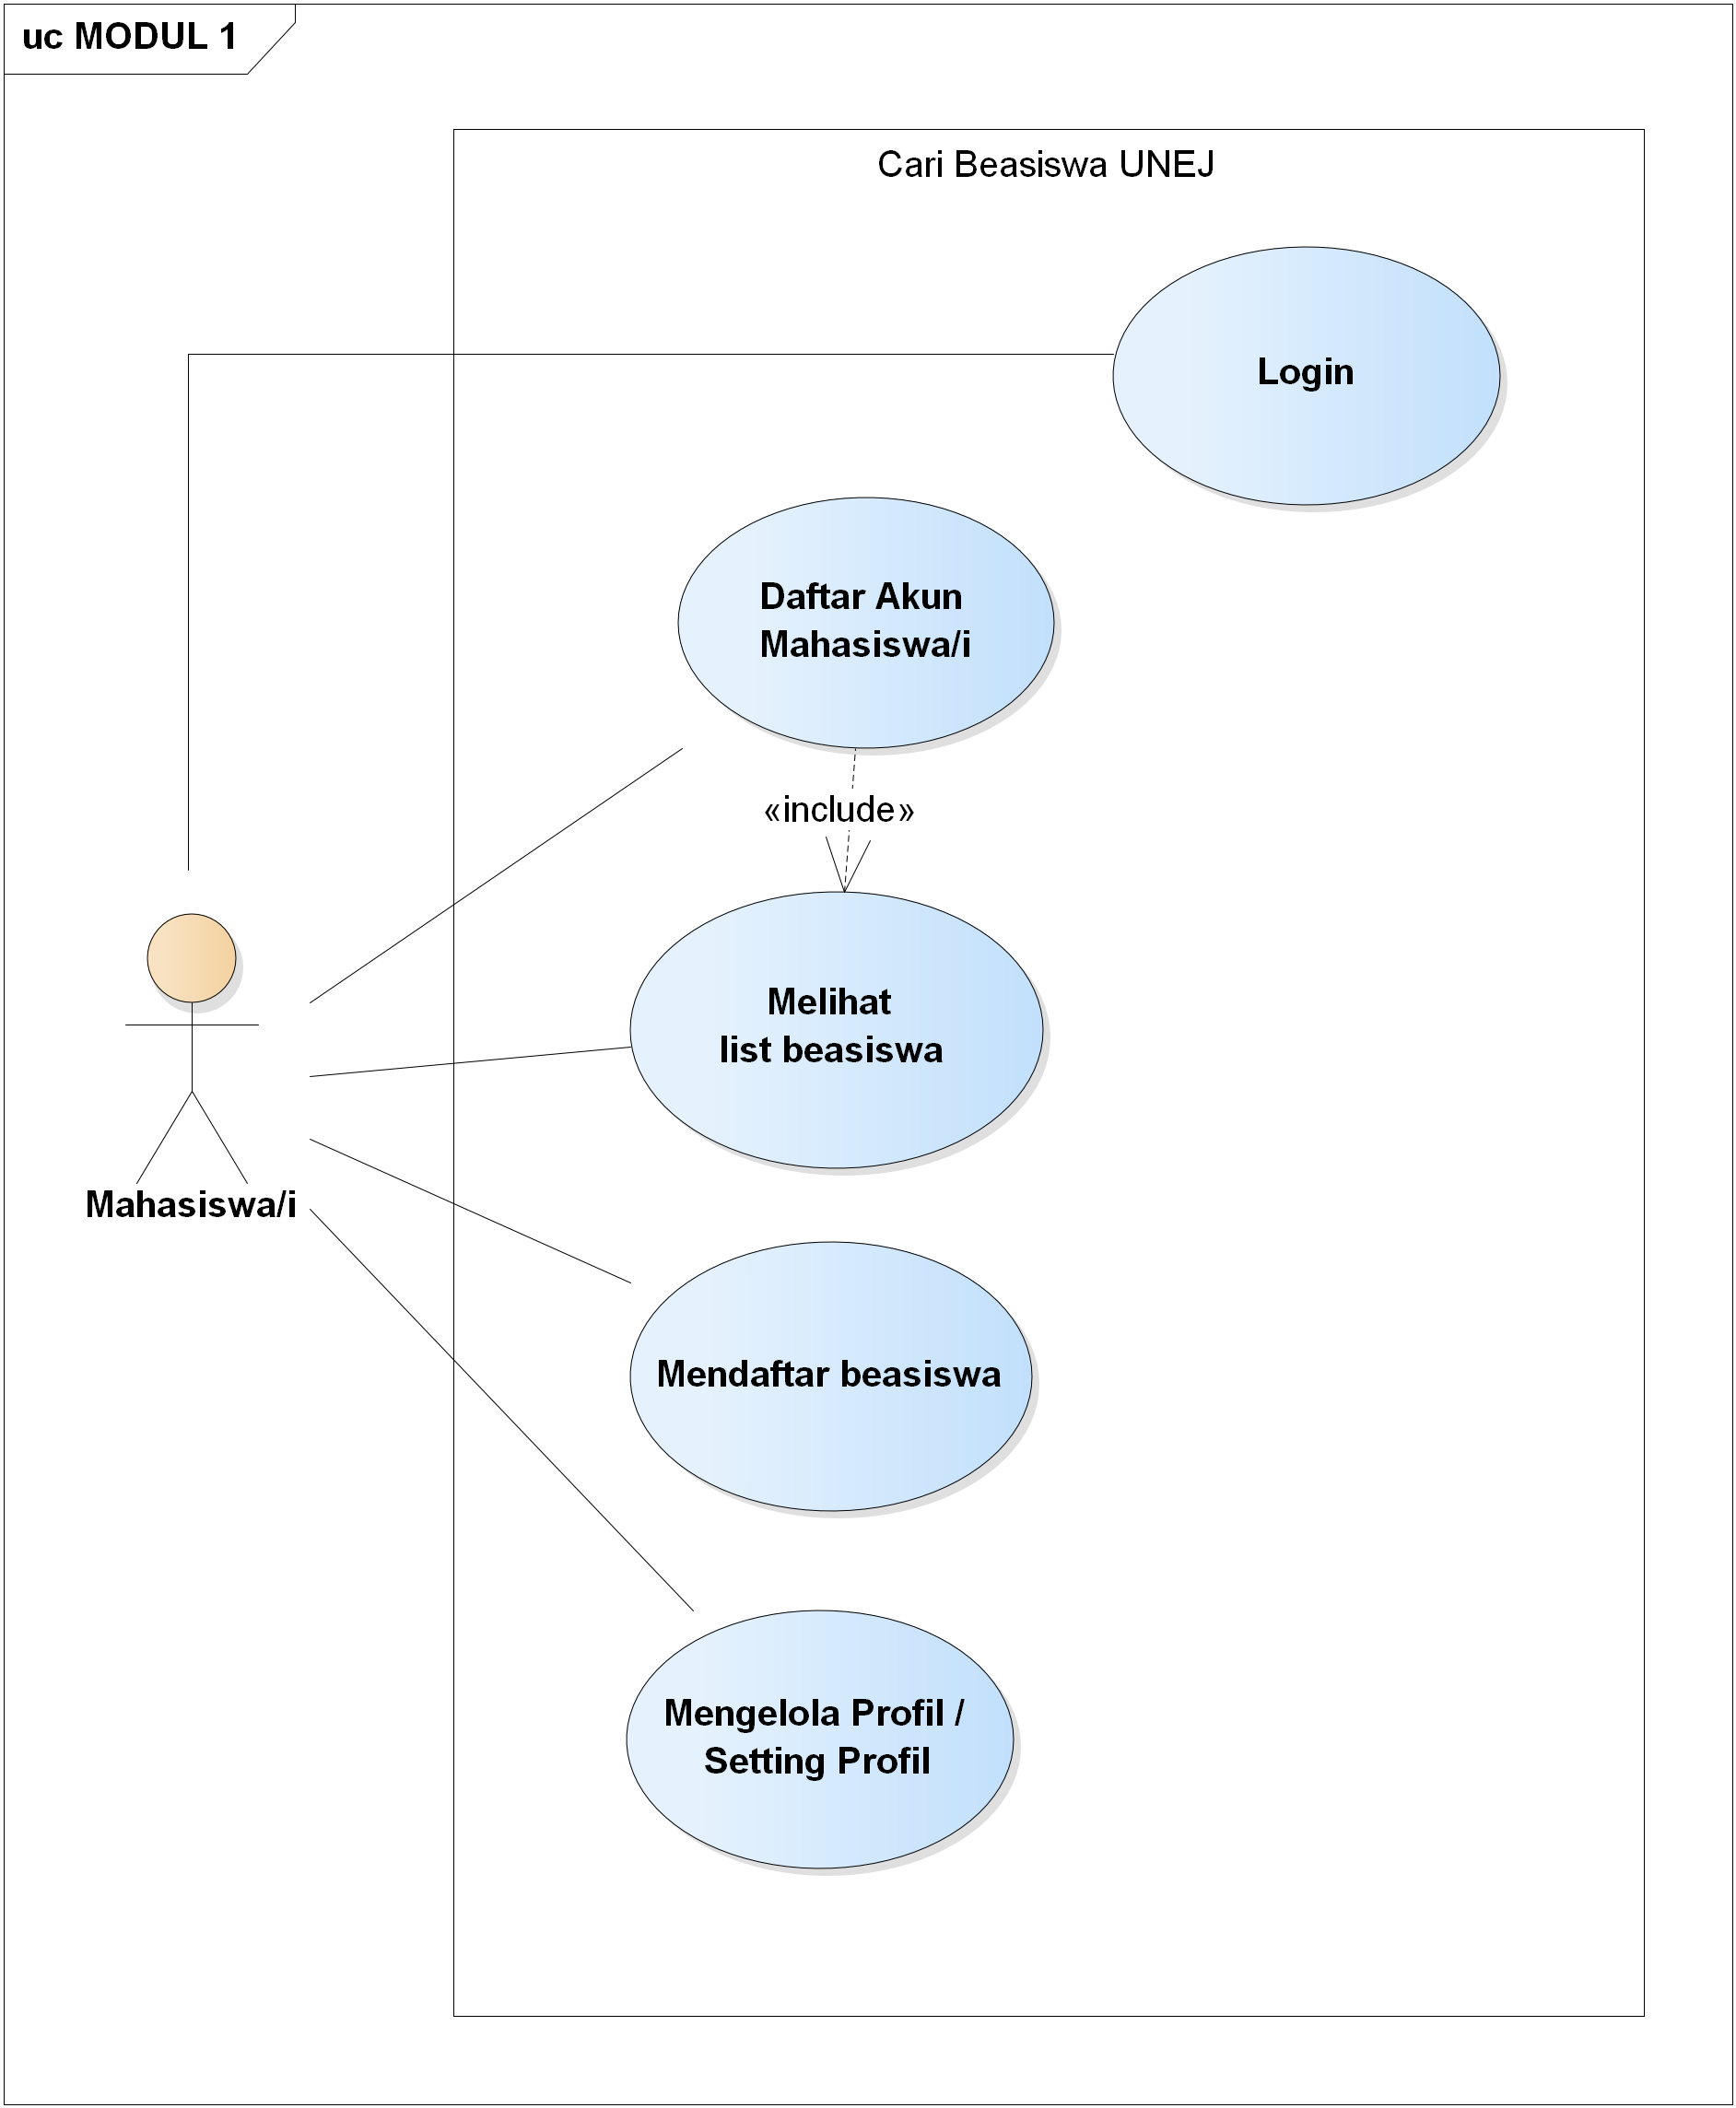 uc MODUL 1
Cari Beasiswa UNEJ
Login
Daftar Akun
Mahasiswa/i
«include»
Melihat
list beasiswa
Mahasiswa/i
Mendaftar beasiswa
Mengelola Profil /
Setting Profil